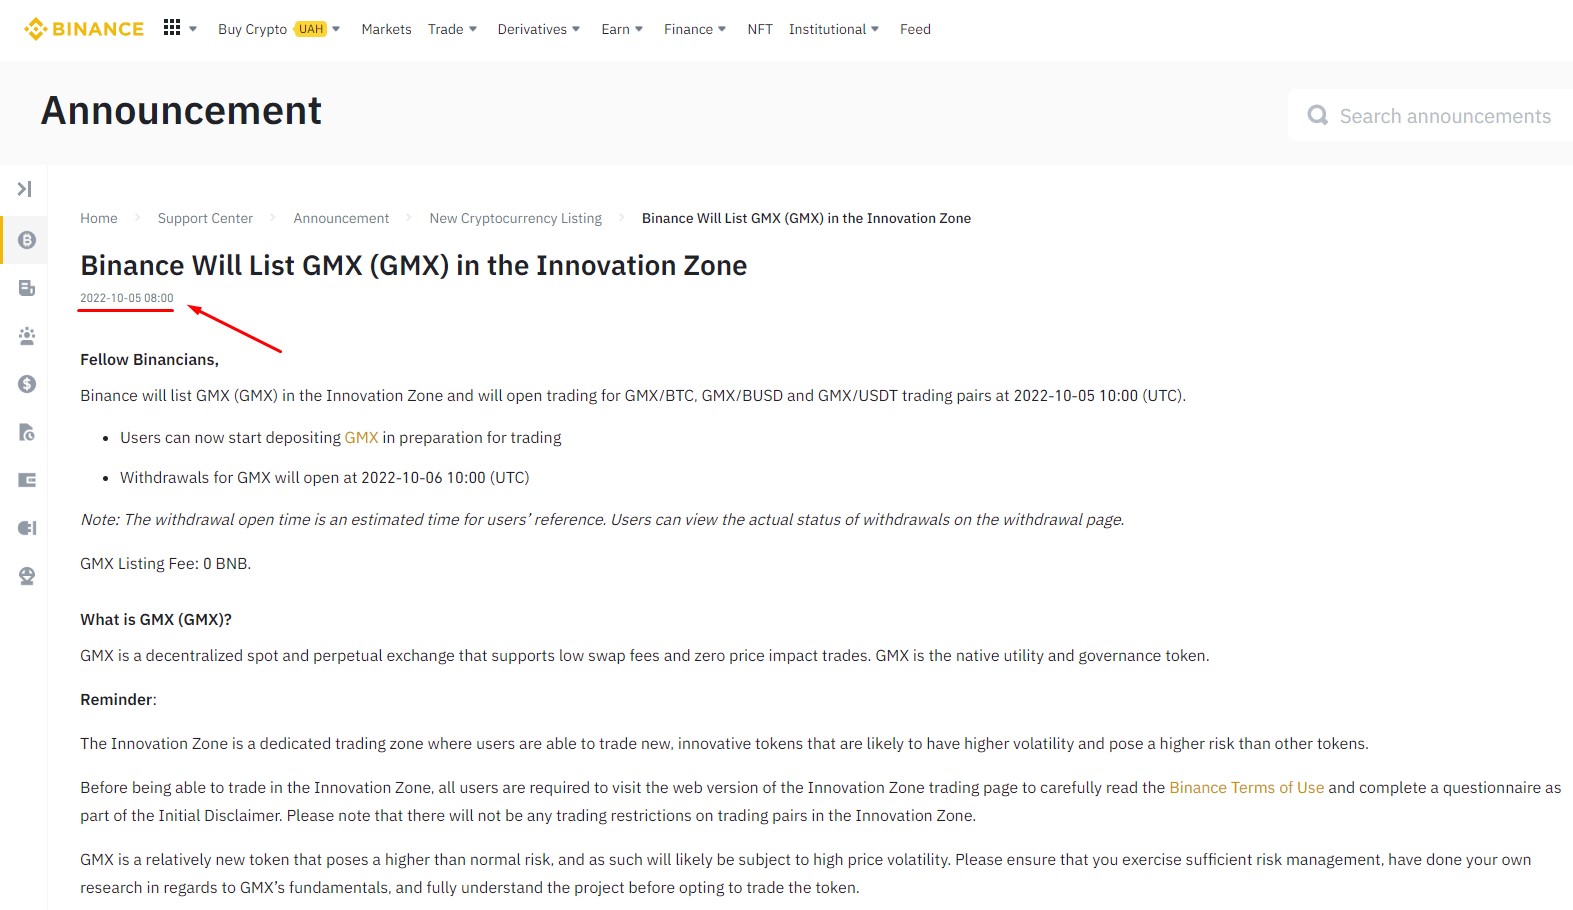 BINANCE Buy Crypto UAH Markets Trade Derivatives Earn Finance NFT Institutional Feed
Announcement
Search announcements
Home Support Center Announcement New Cryptocurrency Listing Binance Will List GMX (GMX) in the Innovation Zone
Binance Will List GMX (GMX) in the Innovation Zone
2022-10-05 08:00
Fellow Binancians,
Binance will list GMX (GMX) in the Innovation Zone and will open trading for GMX/BTC, GMX/BUSD and GMX/USDT trading pairs at 2022-10-05 10:00 (UTC).
• Users can now start depositing GMX in preparation for trading
• Withdrawals for GMX will open at 2022-10-06 10:00 (UTC)
Note: The withdrawal open time is an estimated time for users’ reference. Users can view the actual status of withdrawals on the withdrawal page.
GMX Listing Fee: 0 BNB.
What is GMX (GMX)?
GMX is a decentralized spot and perpetual exchange that supports low swap fees and zero price impact trades. GMX is the native utility and governance token.
Reminder:
The Innovation Zone is a dedicated trading zone where users are able to trade new, innovative tokens that are likely to have higher volatility and pose a higher risk than other tokens.
Before being able to trade in the Innovation Zone, all users are required to visit the web version of the Innovation Zone trading page to carefully read the Binance Terms of Use and complete a questionnaire as
part of the Initial Disclaimer. Please note that there will not be any trading restrictions on trading pairs in the Innovation Zone.
GMX is a relatively new token that poses a higher than normal risk, and as such will likely be subject to high price volatility. Please ensure that you exercise sufficient risk management, have done your own
research in regards to GMX’s fundamentals, and fully understand the project before opting to trade the token.